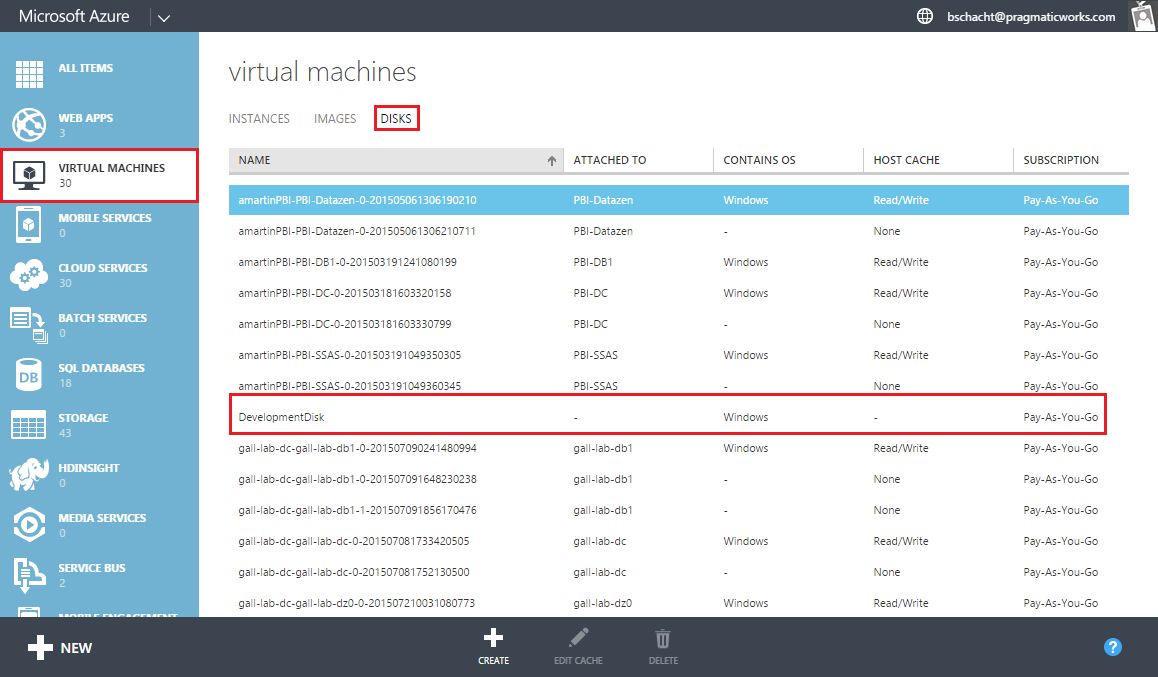 Microsoft Azure
bschacht@pragmaticworks.com
ALL ITEMS
WEB APPS
3
VIRTUAL MACHINES
30
MOBILE SERVICES
0
CLOUD SERVICES
30
BATCH SERVICES
0
DB
SQL DATABASES
18
STORAGE
43
HDINSIGHT
0
MEDIA SERVICES
0
SERVICE BUS
2
MOBILE ENGAGEMENT
virtual machines
INSTANCES IMAGES DISKS
NAME ATTACHED TO CONTAINS OS HOST CACHE SUBSCRIPTION
amartinPBI-PBI-Datazen-0-201505061306190210 PBI-Datazen Windows Read/Write Pay-As-You-Go
amartinPBI-PBI-Datazen-0-201505061306210711 PBI-Datazen - None Pay-As-You-Go
amartinPBI-PBI-DB1-0-201503191241080199 PBI-DB1 Windows Read/Write Pay-As-You-Go
amartinPBI-PBI-DC-0-201503181603320158 PBI-DC Windows Read/Write Pay-As-You-Go
amartinPBI-PBI-DC-0-201503181603330799 PBI-DC - None Pay-As-You-Go
amartinPBI-PBI-SSAS-0-201503191049350305 PBI-SSAS Windows Read/Write Pay-As-You-Go
amartinPBI-PBI-SSAS-0-201503191049360345 PBI-SSAS - None Pay-As-You-Go
DevelopmentDisk - Windows - Pay-As-You-Go
gall-lab-dc-gall-lab-db1-0-201507090241480994 gall-lab-db1 Windows Read/Write Pay-As-You-Go
gall-lab-dc-gall-lab-db1-0-201507091648230238 gall-lab-db1 - None Pay-As-You-Go
gall-lab-dc-gall-lab-db1-1-201507091856170476 gall-lab-db1 - None Pay-As-You-Go
gall-lab-dc-gall-lab-dc-0-201507081733420505 gall-lab-dc Windows Read/Write Pay-As-You-Go
gall-lab-dc-gall-lab-dc-0-201507081752130500 gall-lab-dc - None Pay-As-You-Go
gall-lab-dc-gall-lab-dz0-0-201507210031080773 gall-lab-dz0 Windows Read/Write Pay-As-You-Go
NEW
CREATE EDIT CACHE DELETE
?